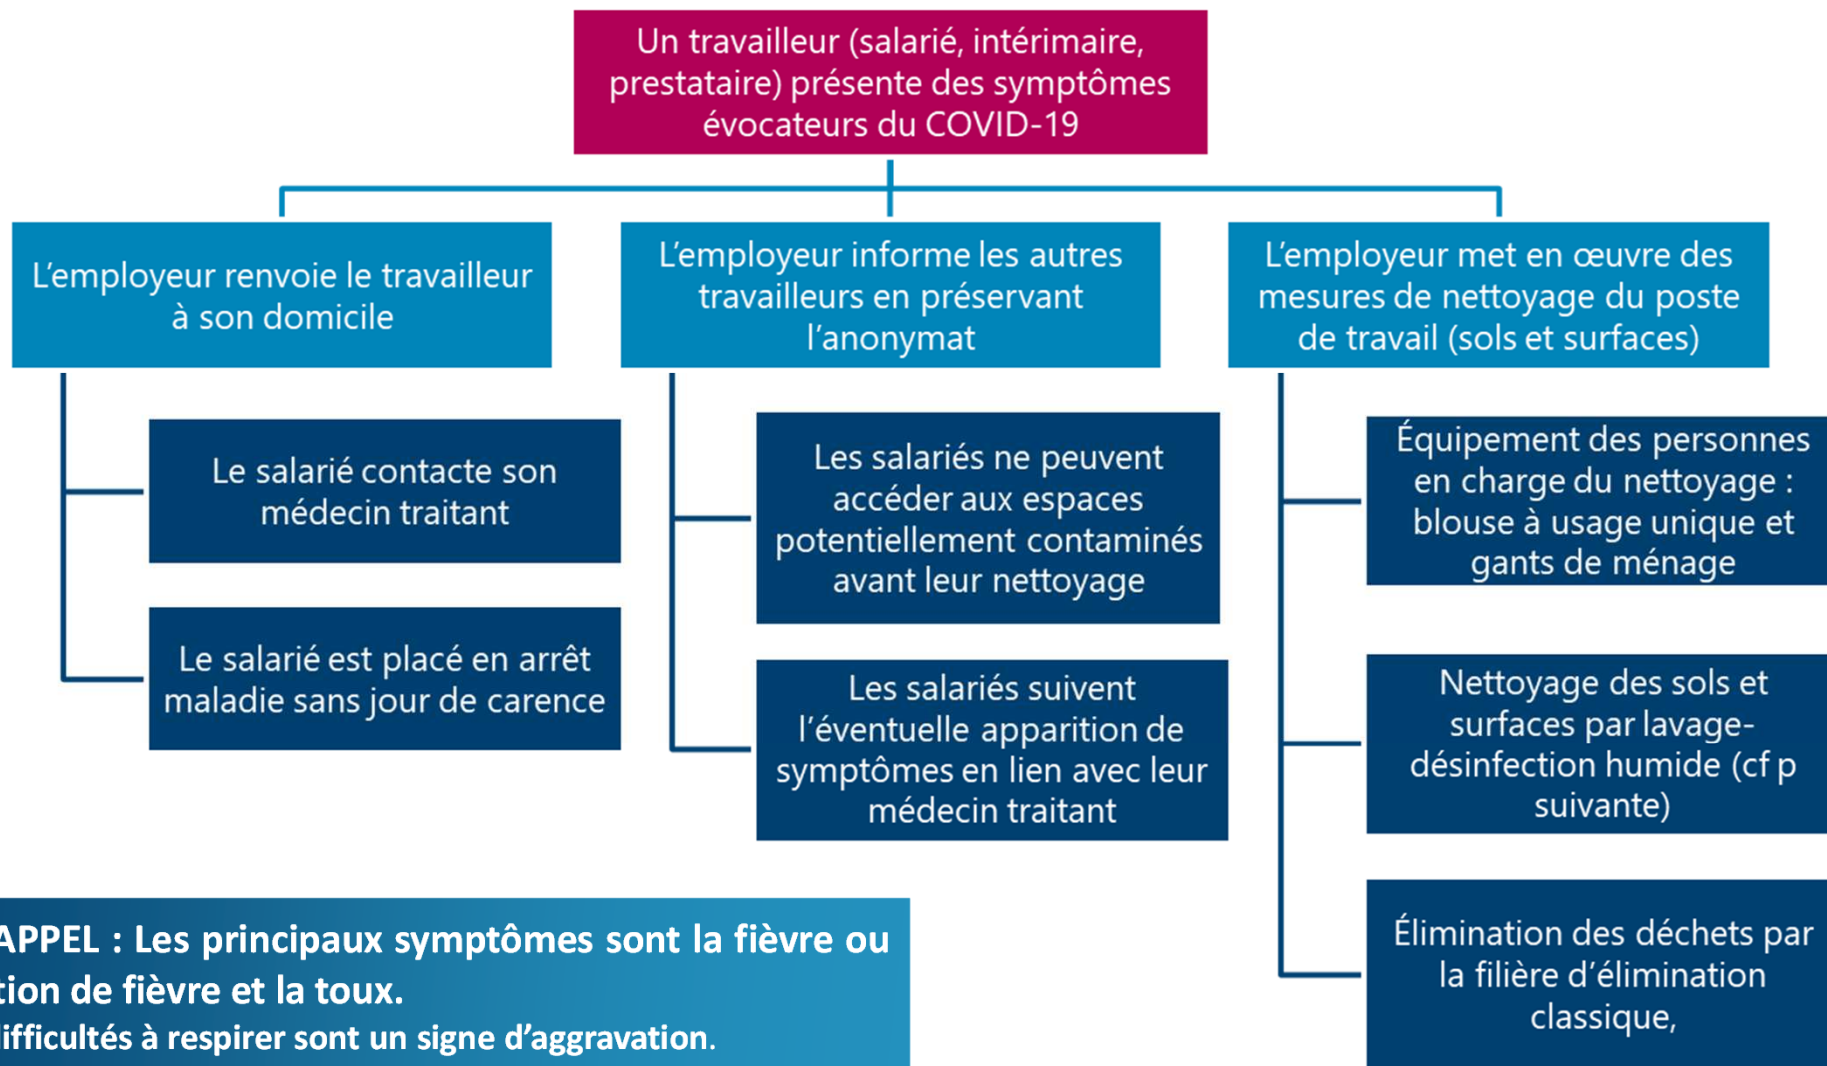 Un travailleur (salarié, intérimaire,
prestataire) présente des symptômes
évocateurs du COVID-19
L'employeur renvoie le travailleur
à son domicile
Le salarié contacte son
médecin traitant
Le salarié est placé en arrêt
maladie sans jour de carence
L'employeur informe les autres
travailleurs en préservant
l'anonymat
Les salariés ne peuvent
accéder aux espaces
potentiellement contaminés
avant leur nettoyage
Les salariés suivent
l'éventuelle apparition de
symptômes en lien avec leur
médecin traitant
L'employeur met en œuvre des
mesures de nettoyage du poste
de travail (sols et surfaces)
Équipement des personnes
en charge du nettoyage :
blouse à usage unique et
gants de ménage
Nettoyage des sols et
surfaces par lavage-
désinfection humide (cf p
suivante)
Élimination des déchets par
la filière d'élimination
classique,
APPEL : Les principaux symptômes sont la fièvre ou
tion de fièvre et la toux.
difficultés à respirer sont un signe d'aggravation.